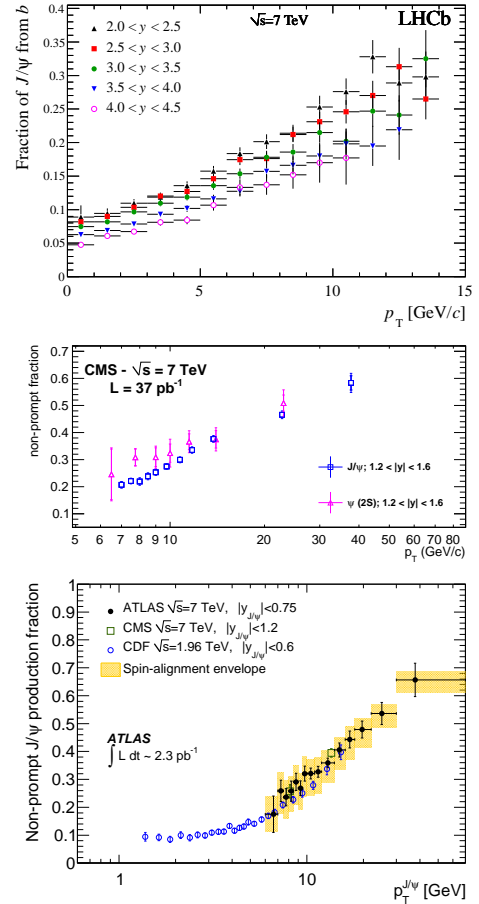 √s=7 TeV LHCb
2.0 < y < 2.5
2.5 < y < 3.0
3.0 < y < 3.5
3.5 < y < 4.0
4.0 < y < 4.5
Fraction of J/ψ from b
0.4
0.35
0.3
0.25
0.2
0.15
0.1
0.05
0
0 5 10 15
p_T [GeV/c]
CMS - √s = 7 TeV
L = 37 pb⁻¹
non-prompt fraction
0.7
0.6
0.5
0.4
0.3
0.2
0.1
J/ψ; 1.2 < |y| < 1.6
ψ (2S); 1.2 < |y| < 1.6
5 6 7 8 9 10 20 30 40 50 60 70 80
p_T (GeV/c)
Non-prompt J/ψ production fraction
1
0.9
0.8
0.7
0.6
0.5
0.4
0.3
0.2
0.1
0
ATLAS √s=7 TeV, |y_J/ψ|<0.75
CMS √s=7 TeV, |y_J/ψ|<1.2
CDF √s=1.96 TeV, |y_J/ψ|<0.6
Spin-alignment envelope
ATLAS
∫ L dt ~ 2.3 pb⁻¹
1 10
p_T^J/ψ [GeV]